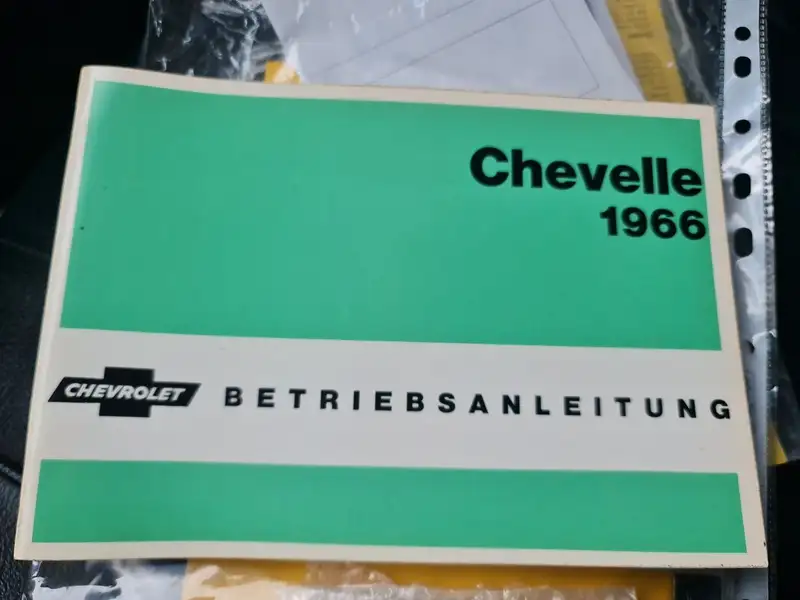 Chevelle
1966
CHEVROLET BETRIEBSANLEITUNG